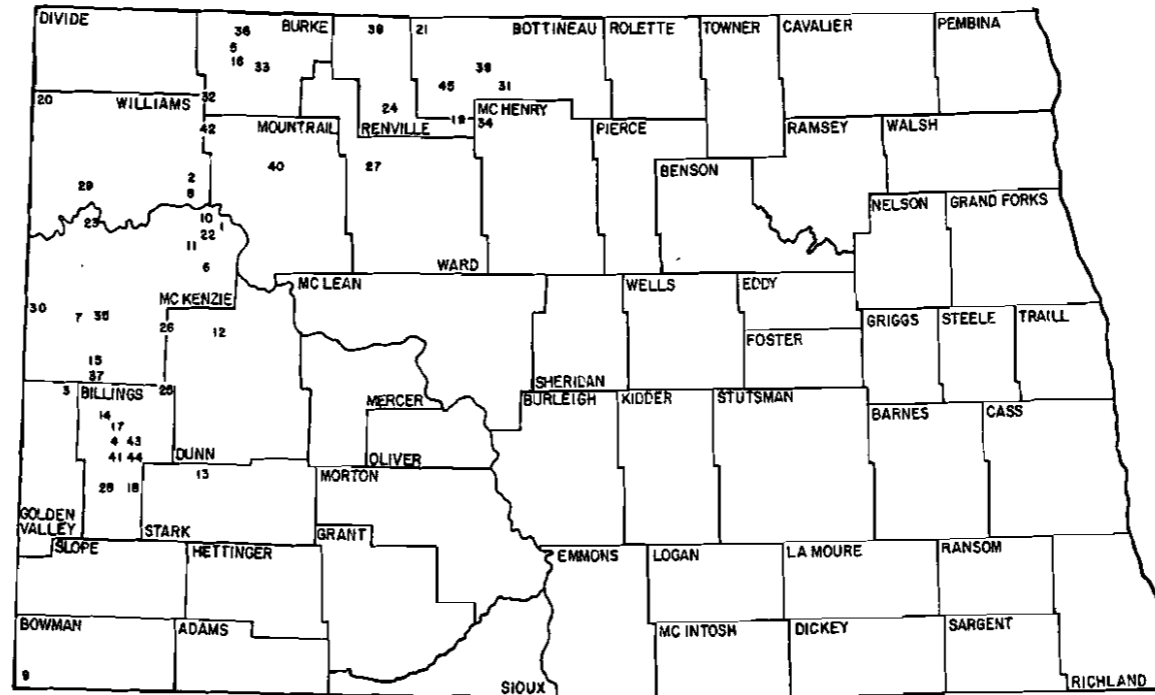 DIVIDE
36
BURKE
39
21
BOTTINEAU
ROLETTE
TOWNER
CAVALIER
PEMBINA
5
16
33
38
45
31
20
WILLIAMS
32
24
19
MC HENRY
34
42
MOUNTRAIL
RENVILLE
PIERCE
RAMSEY
WALSH
40
27
BENSON
2
8
29
23
10
1
22
11
6
NELSON
GRAND FORKS
WARD
MC LEAN
WELLS
EDDY
MC KENZIE
30
7
35
26
12
GRIGGS
STEELE
TRAILL
FOSTER
15
37
3
BILLINGS
25
SHERIDAN
MERCER
BURLEIGH
KIDDER
STUTSMAN
BARNES
CASS
14
17
4 43
41 44
DUNN
OLIVER
13
MORTON
28 18
GOLDEN
VALLEY
STARK
GRANT
SLOPE
HETTINGER
EMMONS
LOGAN
LA MOURE
RANSOM
BOWMAN
ADAMS
MC INTOSH
DICKEY
SARGENT
9
SIOUX
RICHLAND